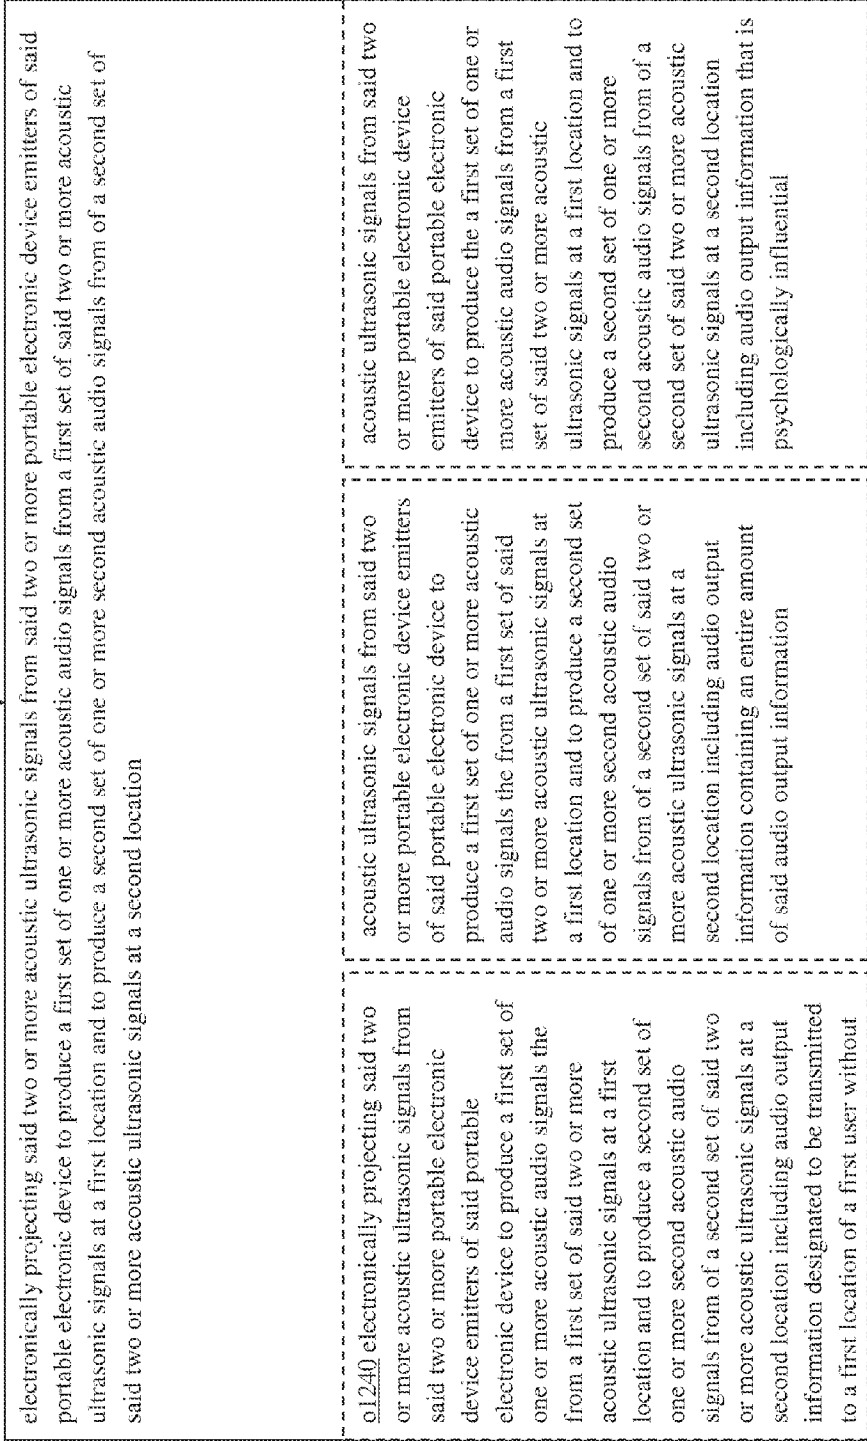 electronically projecting said two or more acoustic ultrasonic signals from said two or more portable electronic device emitters of said
portable electronic device to produce a first set of one or more acoustic audio signals from a first set of said two or more acoustic
ultrasonic signals at a first location and to produce a second set of one or more second acoustic audio signals from of a second set of
said two or more acoustic ultrasonic signals at a second location
o1240 electronically projecting said two
or more acoustic ultrasonic signals from
said two or more portable electronic
device emitters of said portable
electronic device to produce a first set of
one or more acoustic audio signals the
from a first set of said two or more
acoustic ultrasonic signals at a first
location and to produce a second set of
one or more second acoustic audio
signals from of a second set of said two
or more acoustic ultrasonic signals at a
second location including audio output
information designated to be transmitted
to a first location of a first user without
acoustic ultrasonic signals from said two
or more portable electronic device emitters
of said portable electronic device to
produce a first set of one or more acoustic
audio signals the from a first set of said
two or more acoustic ultrasonic signals at
a first location and to produce a second set
of one or more second acoustic audio
signals from of a second set of said two or
more acoustic ultrasonic signals at a
second location including audio output
information containing an entire amount
of said audio output information
acoustic ultrasonic signals from said two
or more portable electronic device
emitters of said portable electronic
device to produce the a first set of one or
more acoustic audio signals from a first
set of said two or more acoustic
ultrasonic signals at a first location and to
produce a second set of one or more
second acoustic audio signals from of a
second set of said two or more acoustic
ultrasonic signals at a second location
including audio output information that is
psychologically influential